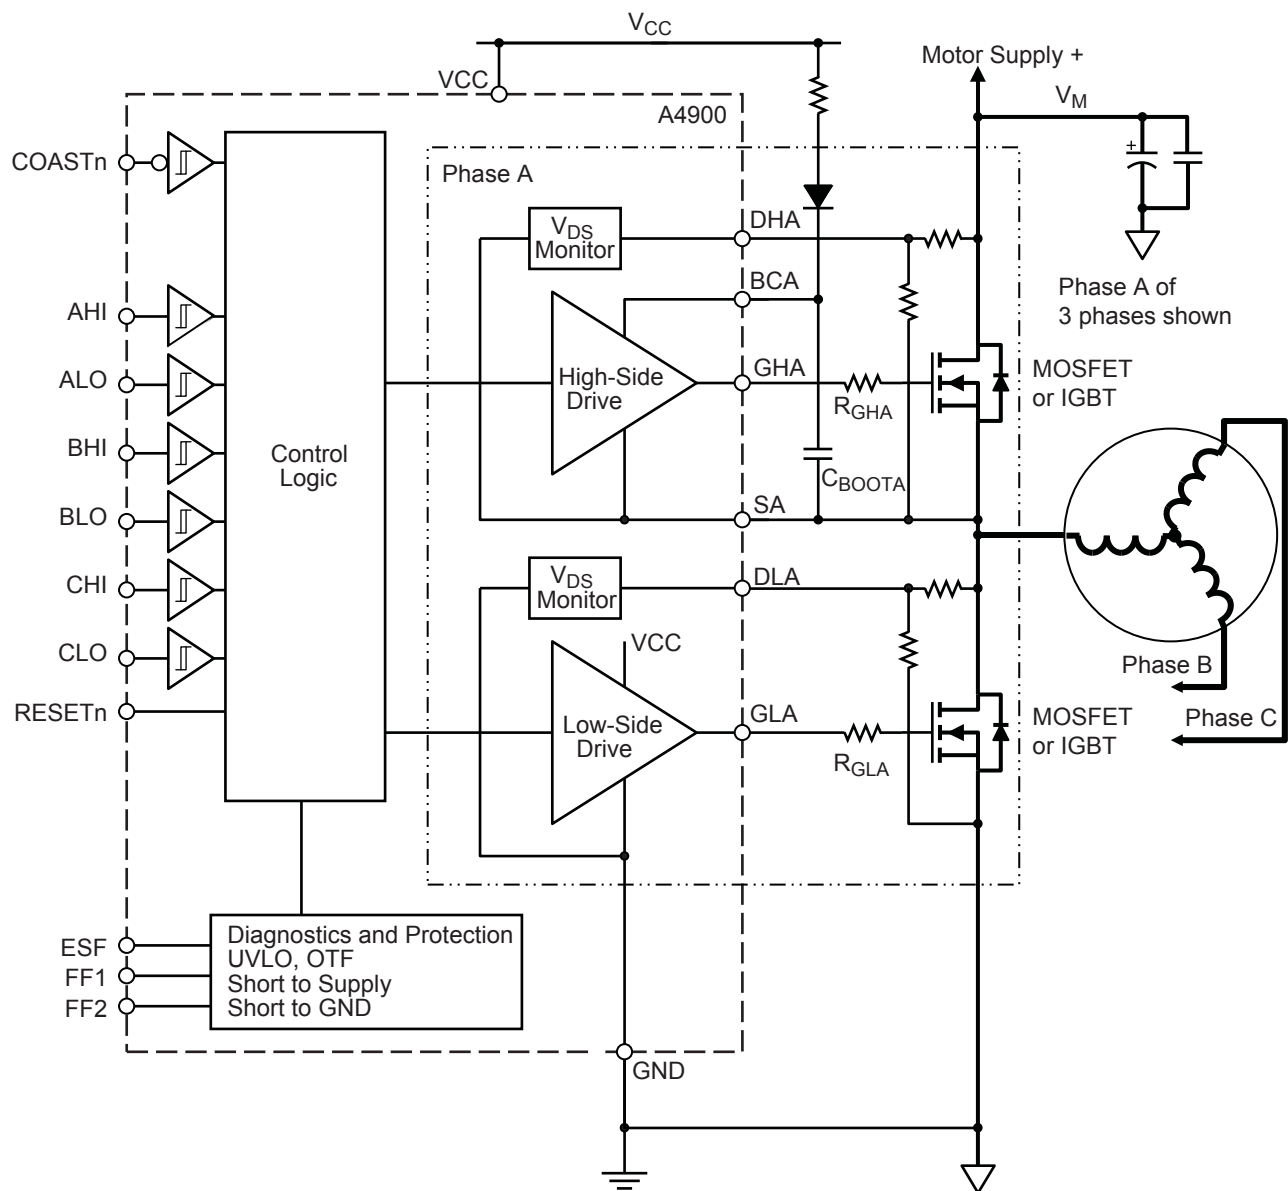 VCC
Motor Supply +
VCC
VM
A4900
COASTn
Phase A
DHA
VDS
Monitor
BCA
Phase A of
3 phases shown
AHI
GHA
MOSFET
or IGBT
High-Side
Drive
ALO
RGHA
BHI
Control
Logic
CBOOTA
SA
BLO
CHI
VDS
Monitor
DLA
VCC
CLO
Phase B
RESETn
Low-Side
Drive
GLA
MOSFET
or IGBT
Phase C
RGLA
ESF
FF1
FF2
Diagnostics and Protection
UVLO, OTF
Short to Supply
Short to GND
GND